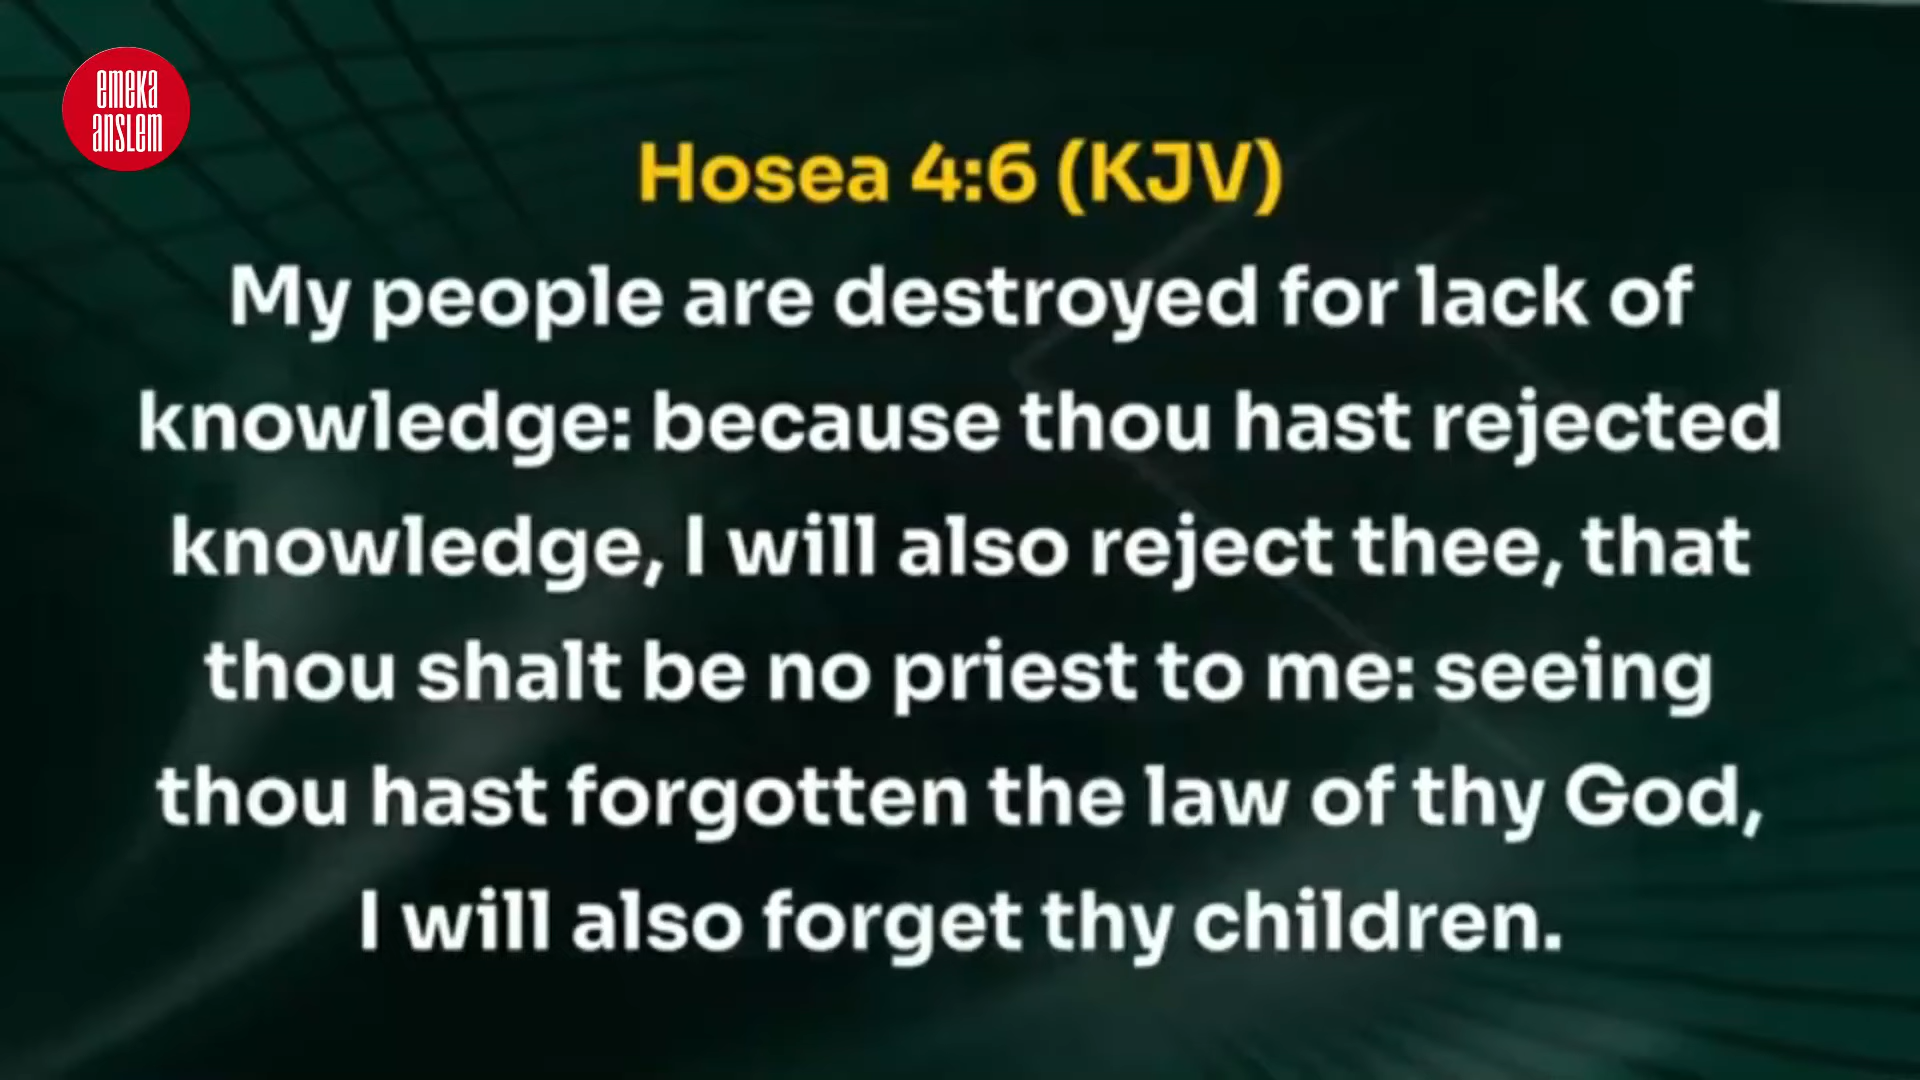 emeka
anslem
Hosea 4:6 (KJV)
My people are destroyed for lack of
knowledge: because thou hast rejected
knowledge, I will also reject thee, that
thou shalt be no priest to me: seeing
thou hast forgotten the law of thy God,
I will also forget thy children.